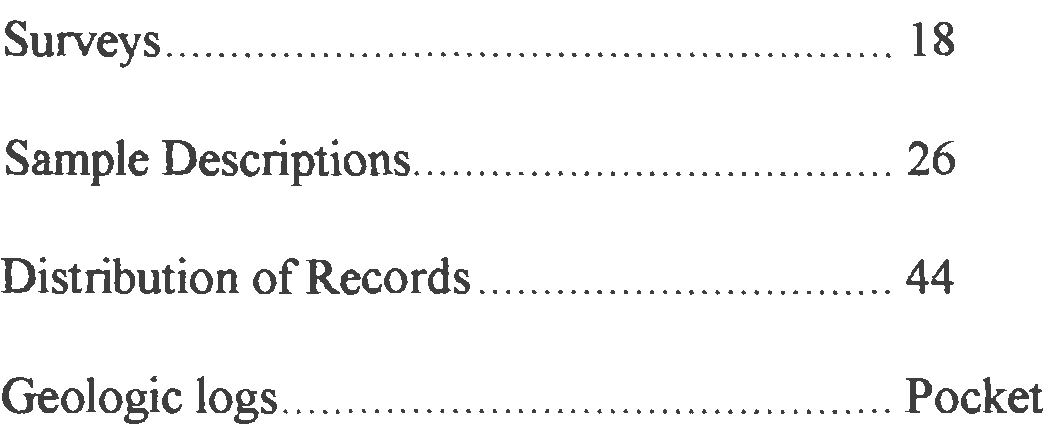 Surveys........................................................ 18
Sample Descriptions..................................... 26
Distribution of Records................................ 44
Geologic logs............................................... Pocket